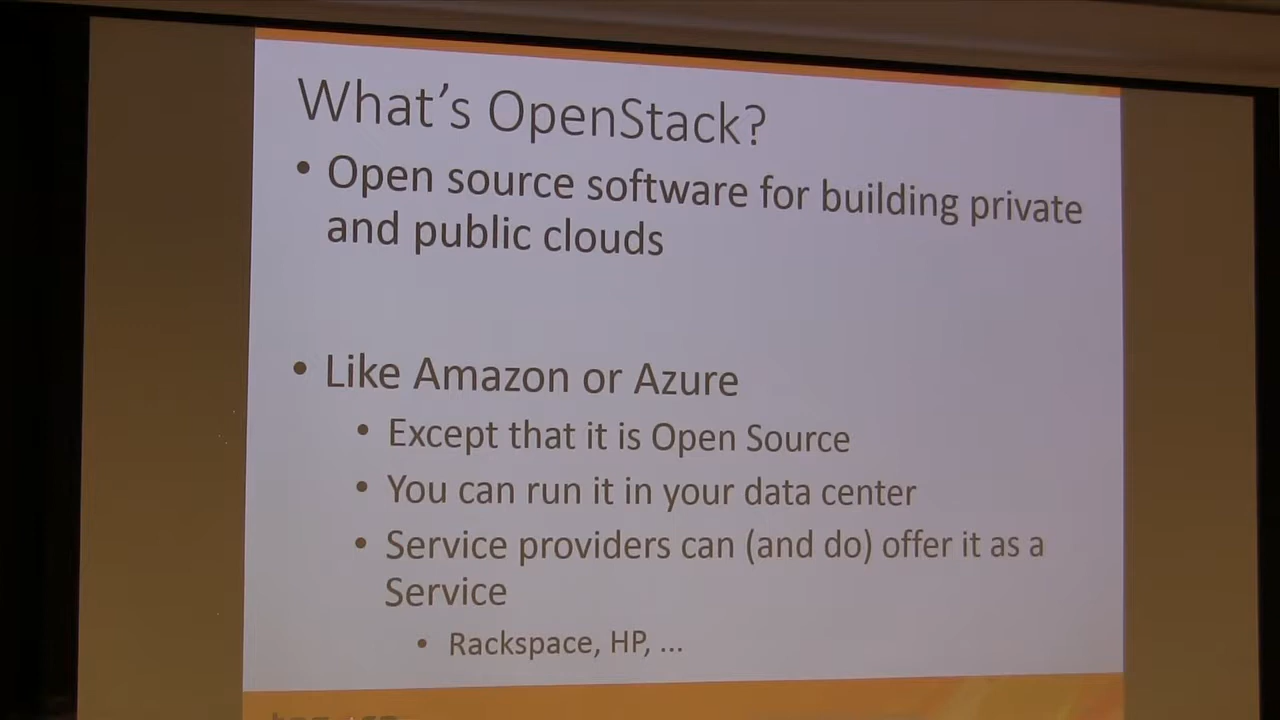 What's OpenStack?
• Open source software for building private
and public clouds
• Like Amazon or Azure
• Except that it is Open Source
• You can run it in your data center
• Service providers can (and do) offer it as a
Service
• Rackspace, HP, ...